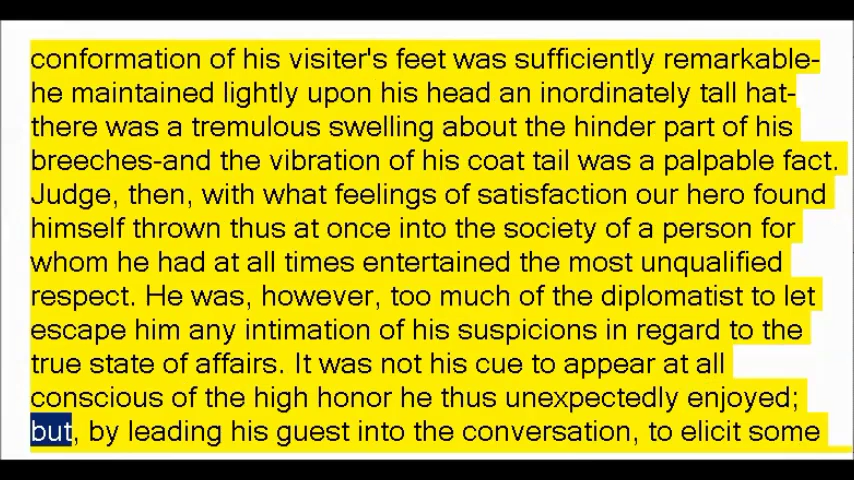 conformation of his visiter's feet was sufficiently remarkable-
he maintained lightly upon his head an inordinately tall hat-
there was a tremulous swelling about the hinder part of his
breeches-and the vibration of his coat tail was a palpable fact.
Judge, then, with what feelings of satisfaction our hero found
himself thrown thus at once into the society of a person for
whom he had at all times entertained the most unqualified
respect. He was, however, too much of the diplomatist to let
escape him any intimation of his suspicions in regard to the
true state of affairs. It was not his cue to appear at all
conscious of the high honor he thus unexpectedly enjoyed;
but, by leading his guest into the conversation, to elicit some